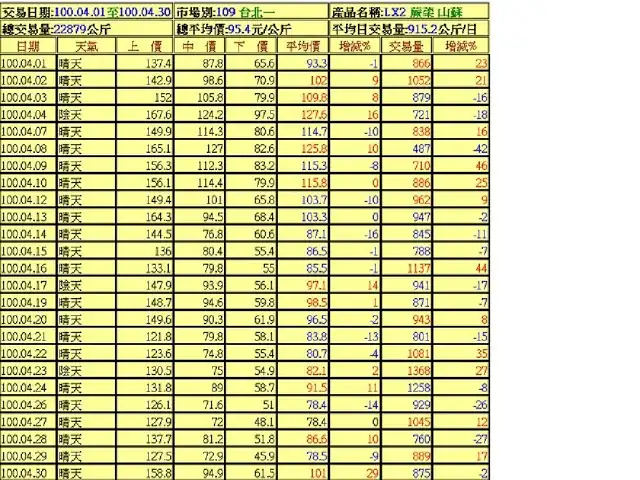 交易日期:100.04.01至100.04.30 市場別:109 台北一 產品名稱:LX2 蕨菜 山蘇
總交易量:22879公斤 總平均價:95.4元/公斤 平均日交易量:915.2公斤/日
日期 天氣 上 價 中 價 下 價 平均價 增減% 交易量 增減%
100.04.01 晴天 137.4 87.8 65.6 93.3 -1 866 23
100.04.02 晴天 142.9 98.6 70.9 102 9 1052 21
100.04.03 晴天 152 105.8 79.9 109.8 8 879 -16
100.04.04 陰天 167.6 124.2 97.5 127.6 16 721 -18
100.04.07 晴天 149.9 114.3 80.6 114.7 -10 838 16
100.04.08 晴天 165.1 127 82.6 125.8 10 487 -42
100.04.09 晴天 156.3 112.3 83.2 115.3 -8 710 46
100.04.10 晴天 156.1 114.4 79.9 115.8 0 886 25
100.04.12 晴天 149.4 101 65.8 103.7 -10 962 9
100.04.13 晴天 164.3 94.5 68.4 103.3 0 947 -2
100.04.14 晴天 144.5 76.8 60.6 87.1 -16 845 -11
100.04.15 晴天 136 80.4 55.4 86.5 -1 788 -7
100.04.16 晴天 133.1 79.8 55 85.5 -1 1137 44
100.04.17 陰天 147.9 93.9 56.1 97.1 14 941 -17
100.04.19 晴天 148.7 94.6 59.8 98.5 1 871 -7
100.04.20 晴天 149.6 90.3 61.9 96.5 -2 943 8
100.04.21 晴天 121.8 79.8 58.1 83.8 -13 801 -15
100.04.22 晴天 123.6 74.8 55.4 80.7 -4 1081 35
100.04.23 陰天 130.5 75 54.9 82.1 2 1368 27
100.04.24 晴天 131.8 89 58.7 91.5 11 1258 -8
100.04.26 晴天 126.1 71.6 51 78.4 -14 929 -26
100.04.27 晴天 127.9 72 48.1 78.4 0 1045 12
100.04.28 晴天 137.7 81.2 51.8 86.6 10 760 -27
100.04.29 晴天 127.5 72.9 45.9 78.5 -9 889 17
100.04.30 晴天 158.8 94.9 61.5 101 29 875 -2